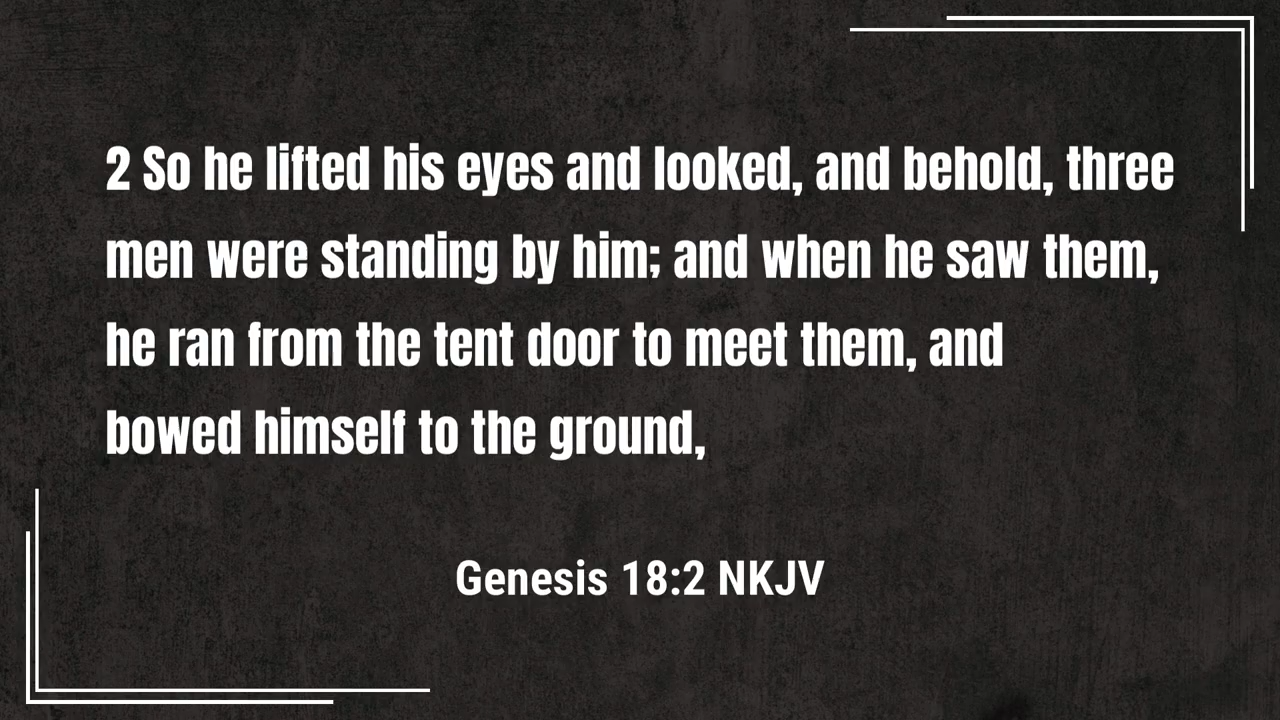 2 So he lifted his eyes and looked, and behold, three
men were standing by him; and when he saw them,
he ran from the tent door to meet them, and
bowed himself to the ground,
Genesis 18:2 NKJV